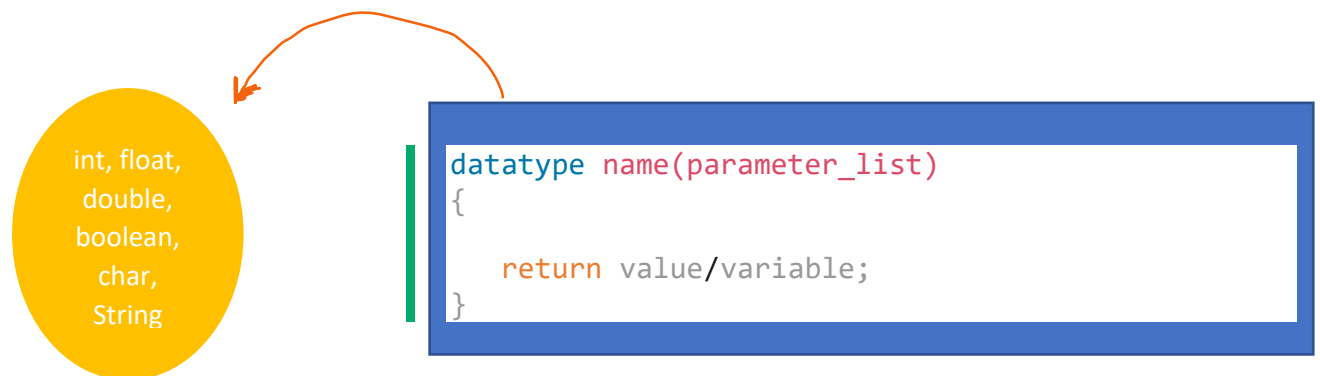 int, float,
double,
boolean,
char,
String
datatype name(parameter_list)
{
return value/variable;
}